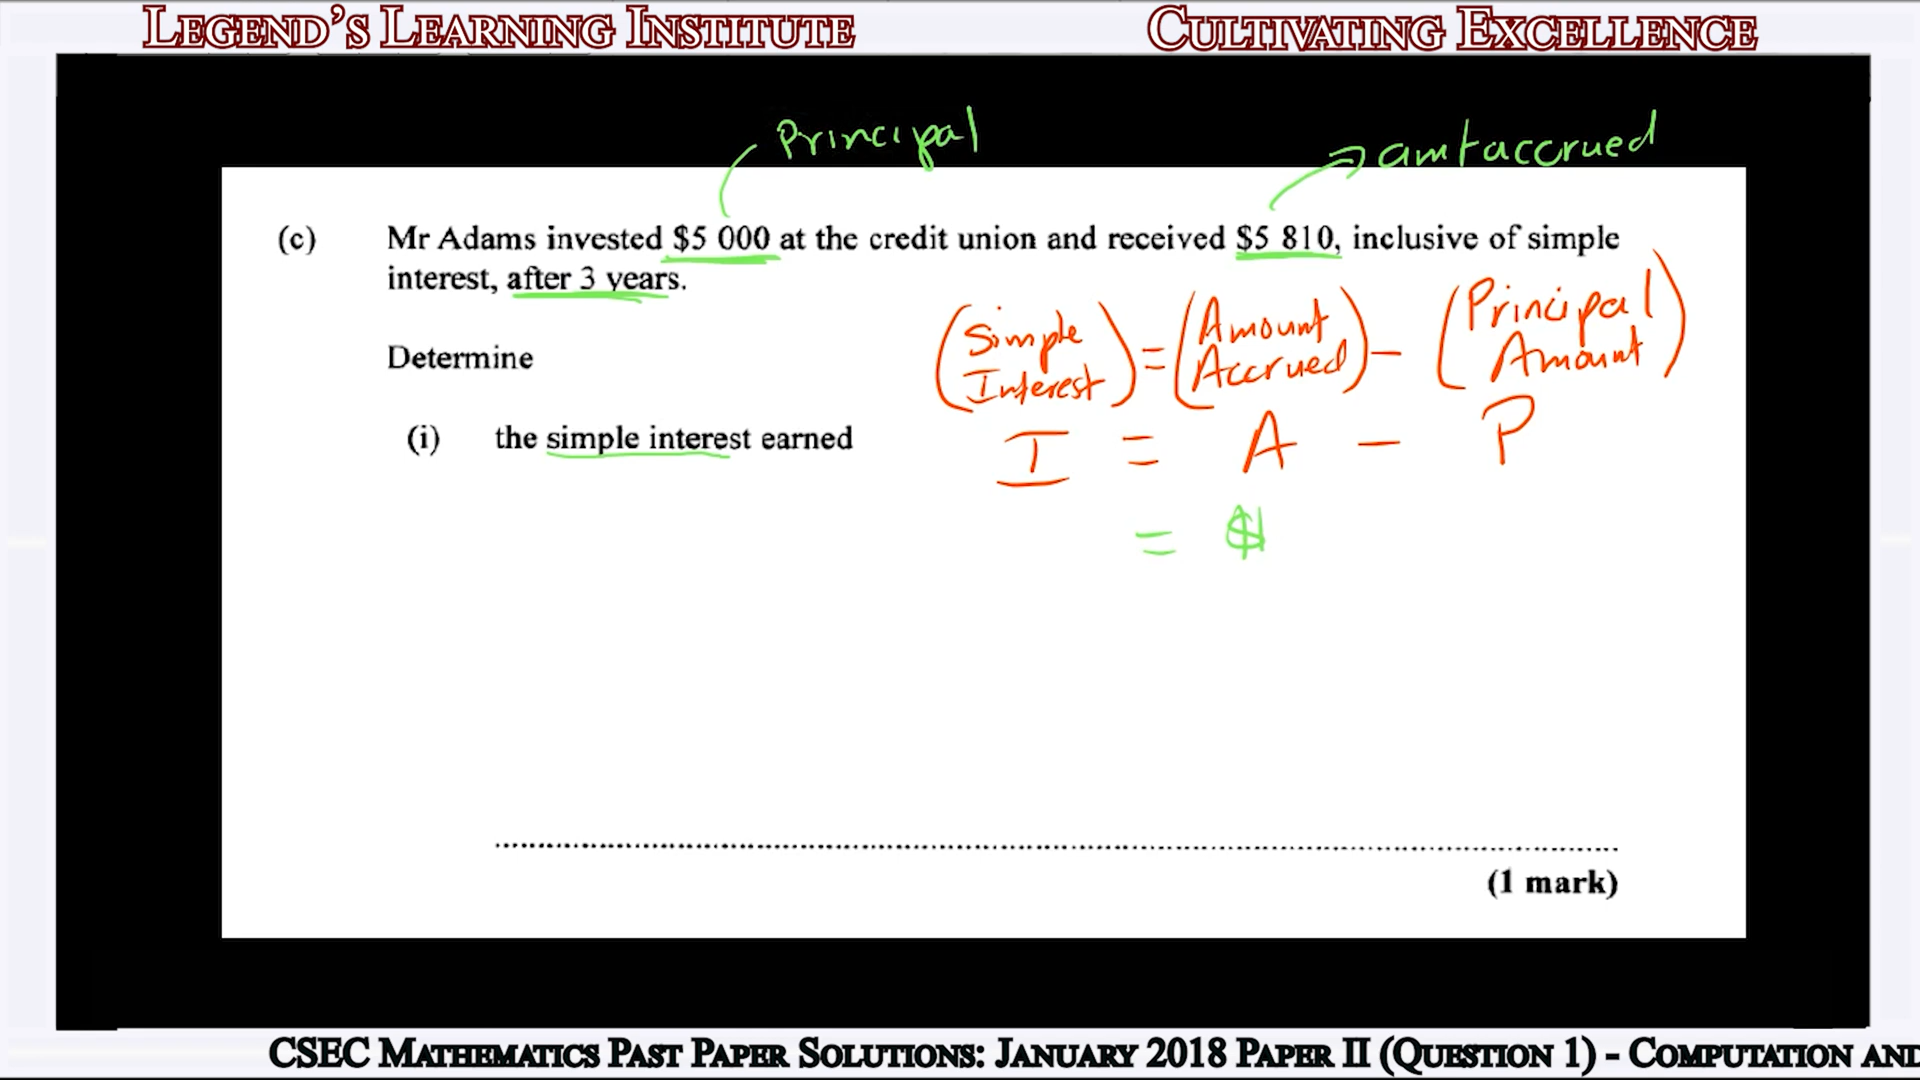 LEGEND'S LEARNING INSTITUTE CULTIVATING EXCELLENCE
Principal
amt accrued
(c) Mr Adams invested $5 000 at the credit union and received $5 810, inclusive of simple
interest, after 3 years.
(Simple Interest) = (Amount Accrued) - (Principal Amount)
Determine
(i) the simple interest earned
I = A - P
= $
(1 mark)
CSEC MATHEMATICS PAST PAPER SOLUTIONS: JANUARY 2018 PAPER II (QUESTION 1) - COMPUTATION AND